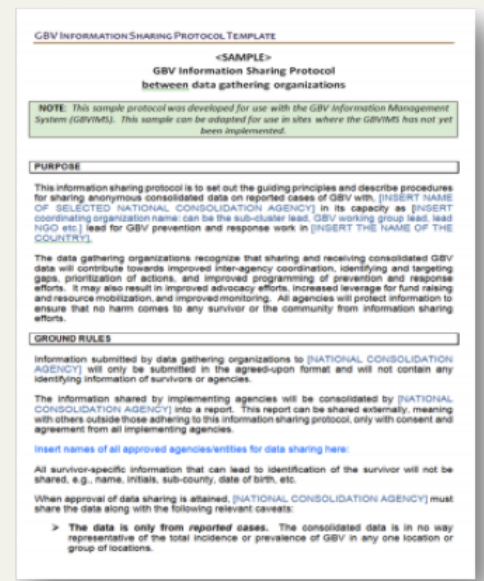 GBV INFORMATION SHARING PROTOCOL TEMPLATE
<SAMPLE>
GBV Information Sharing Protocol
between data gathering organizations
NOTE: This sample protocol was developed for use with the GBV Information Management
System (GBVIMS). This sample can be adapted for use in sites where the GBVIMS has not yet
been implemented.
PURPOSE
This information sharing protocol is to set out the guiding principles and describe procedures
for sharing anonymous consolidated data on reported cases of GBV with, [INSERT NAME
OF SELECTED NATIONAL CONSOLIDATION AGENCY] in its capacity as [INSERT
coordinating organization name: can be the sub-cluster lead, GBV working group lead, lead
NGO etc.] lead for GBV prevention and response work in [INSERT THE NAME OF THE
COUNTRY].
The data gathering organizations recognize that sharing and receiving consolidated GBV
data will contribute towards improved inter-agency coordination, identifying and targeting
gaps, prioritization of actions, and improved programming of prevention and response
efforts. It may also result in improved advocacy efforts, increased leverage for fund raising
and resource mobilization, and improved monitoring. All agencies will protect information to
ensure that no harm comes to any survivor or the community from information sharing
efforts.
GROUND RULES
Information submitted by data gathering organizations to [NATIONAL CONSOLIDATION
AGENCY] will only be submitted in the agreed-upon format and will not contain any
identifying information of survivors or agencies.
The information shared by implementing agencies will be consolidated by [NATIONAL
CONSOLIDATION AGENCY] into a report. This report can be shared externally, meaning
with others outside those adhering to this information sharing protocol, only with consent and
agreement from all implementing agencies.
Insert names of all approved agencies/entities for data sharing here:
All survivor-specific information that can lead to identification of the survivor will not be
shared, e.g., name, initials, sub-county, date of birth, etc.
When approval of data sharing is attained, [NATIONAL CONSOLIDATION AGENCY] must
share the data along with the following relevant caveats:
➤ The data is only from reported cases. The consolidated data is in no way
representative of the total incidence or prevalence of GBV in any one location or
group of locations.